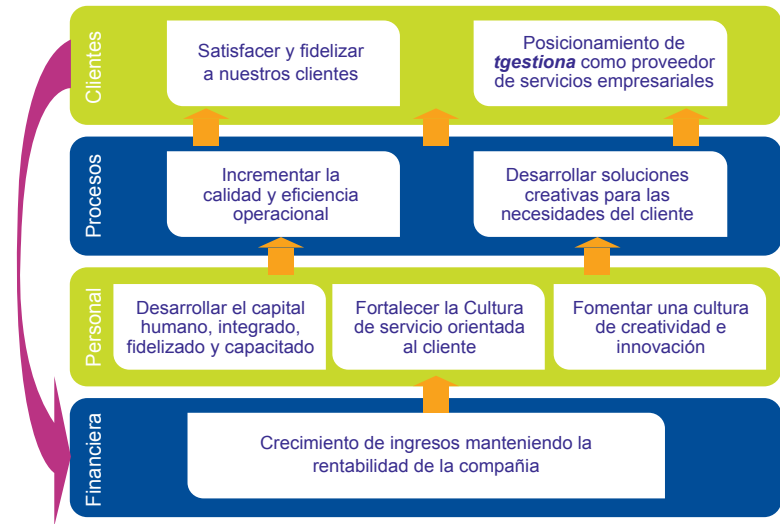 Clientes
Satisfacer y fidelizar
a nuestros clientes
Posicionamiento de
tgestiona como proveedor
de servicios empresariales
Procesos
Incrementar la
calidad y eficiencia
operacional
Desarrollar soluciones
creativas para las
necesidades del cliente
Personal
Desarrollar el capital
humano, integrado,
fidelizado y capacitado
Fortalecer la Cultura
de servicio orientada
al cliente
Fomentar una cultura
de creatividad e
innovación
Financiera
Crecimiento de ingresos manteniendo la
rentabilidad de la compañia